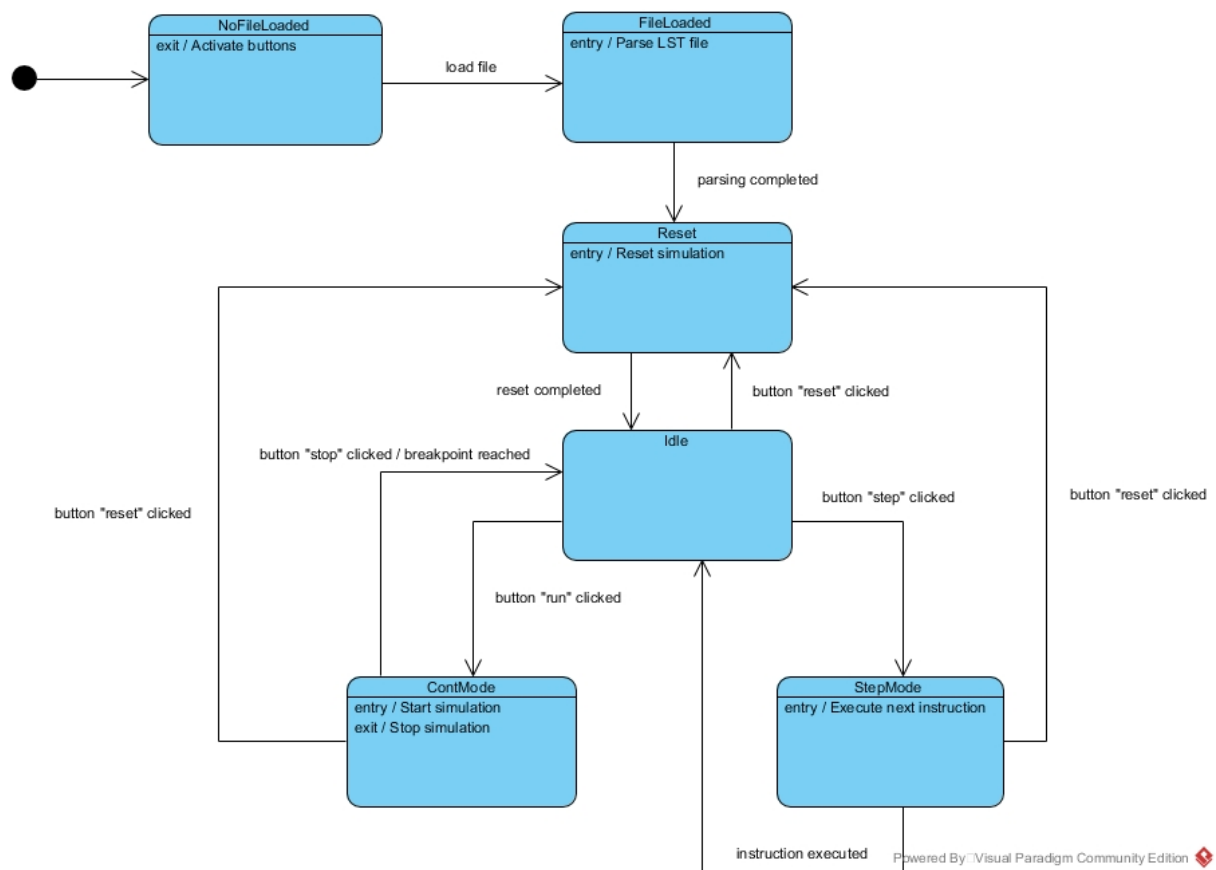 NoFileLoaded
exit / Activate buttons
load file
FileLoaded
entry / Parse LST file
parsing completed
Reset
entry / Reset simulation
reset completed
button "reset" clicked
Idle
button "stop" clicked / breakpoint reached
button "step" clicked
button "reset" clicked
button "reset" clicked
button "run" clicked
ContMode
entry / Start simulation
exit / Stop simulation
StepMode
entry / Execute next instruction
instruction executed
Powered By Visual Paradigm Community Edition